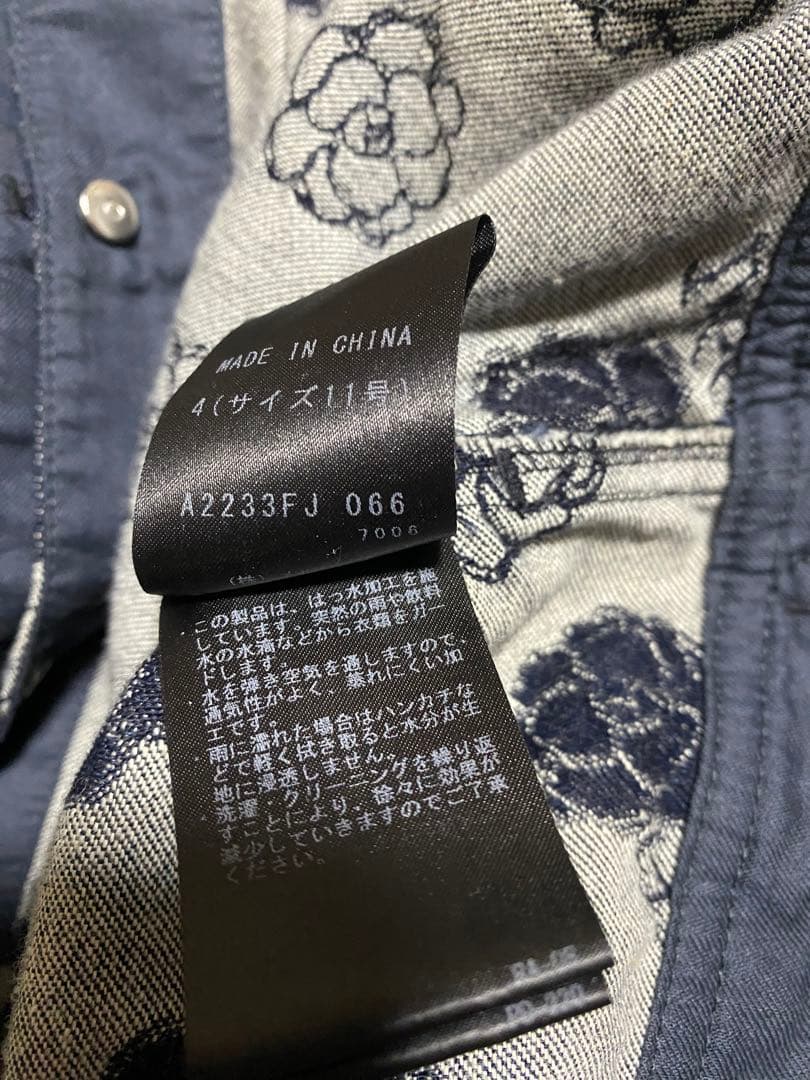 MADE IN CHINA
4(サイズ11号)
A2233FJ 066
7006
(株)
この製品は、はっ水加工を施
しています。突然の雨や飲料
水の水滴などから衣類をガー
ドします。
水を弾き空気を通しますので、
通気性がよく、蒸れにくい加
工です。
雨に濡れた場合はハンカチな
どで軽く拭き取ると水分が生
地に浸透しません。
洗濯・クリーニングを繰り返
すことにより、徐々に効果が
減少していきますのでご了承
ください。